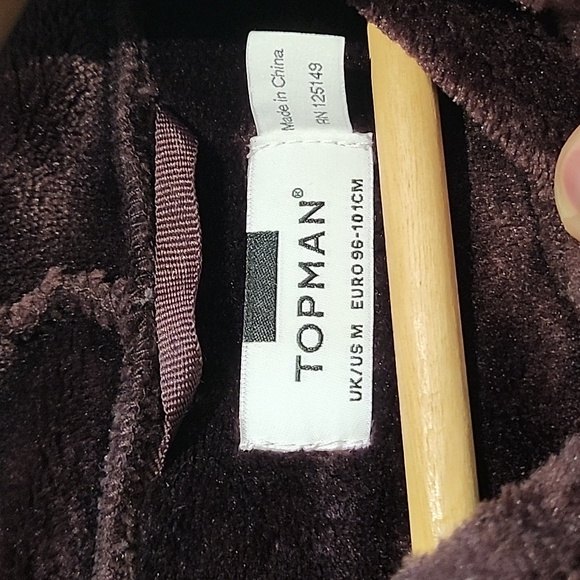 Made in China
RN 125149
TOPMAN®
UK/US M EURO 96-101CM